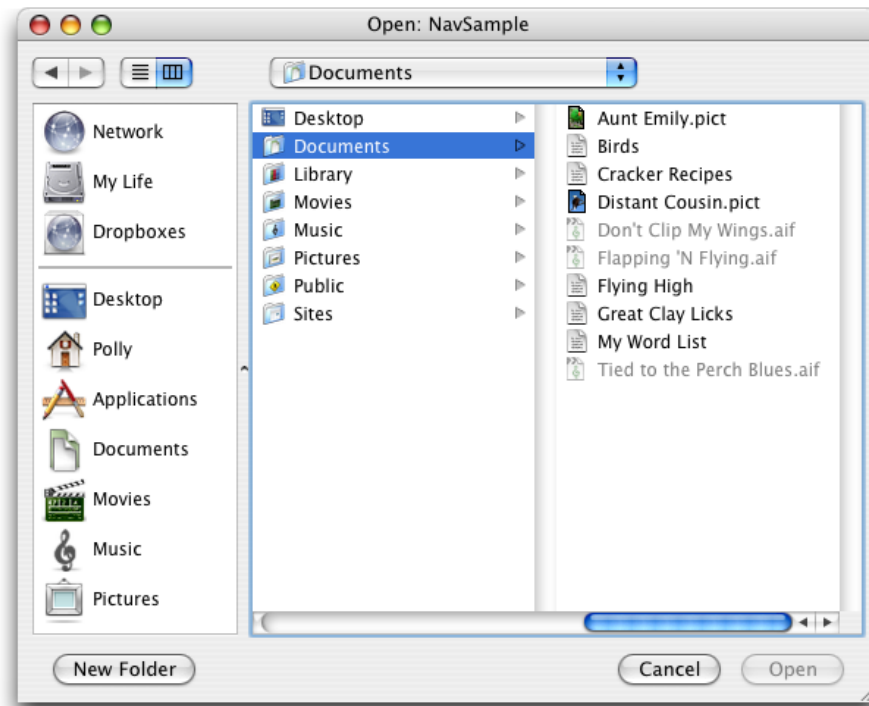 Open: NavSample
Documents
Network
My Life
Dropboxes
Desktop
Polly
Applications
Documents
Movies
Music
Pictures
Desktop
Documents
Library
Movies
Music
Pictures
Public
Sites
Aunt Emily.pict
Birds
Cracker Recipes
Distant Cousin.pict
Don't Clip My Wings.aif
Flapping 'N Flying.aif
Flying High
Great Clay Licks
My Word List
Tied to the Perch Blues.aif
New Folder
Cancel
Open